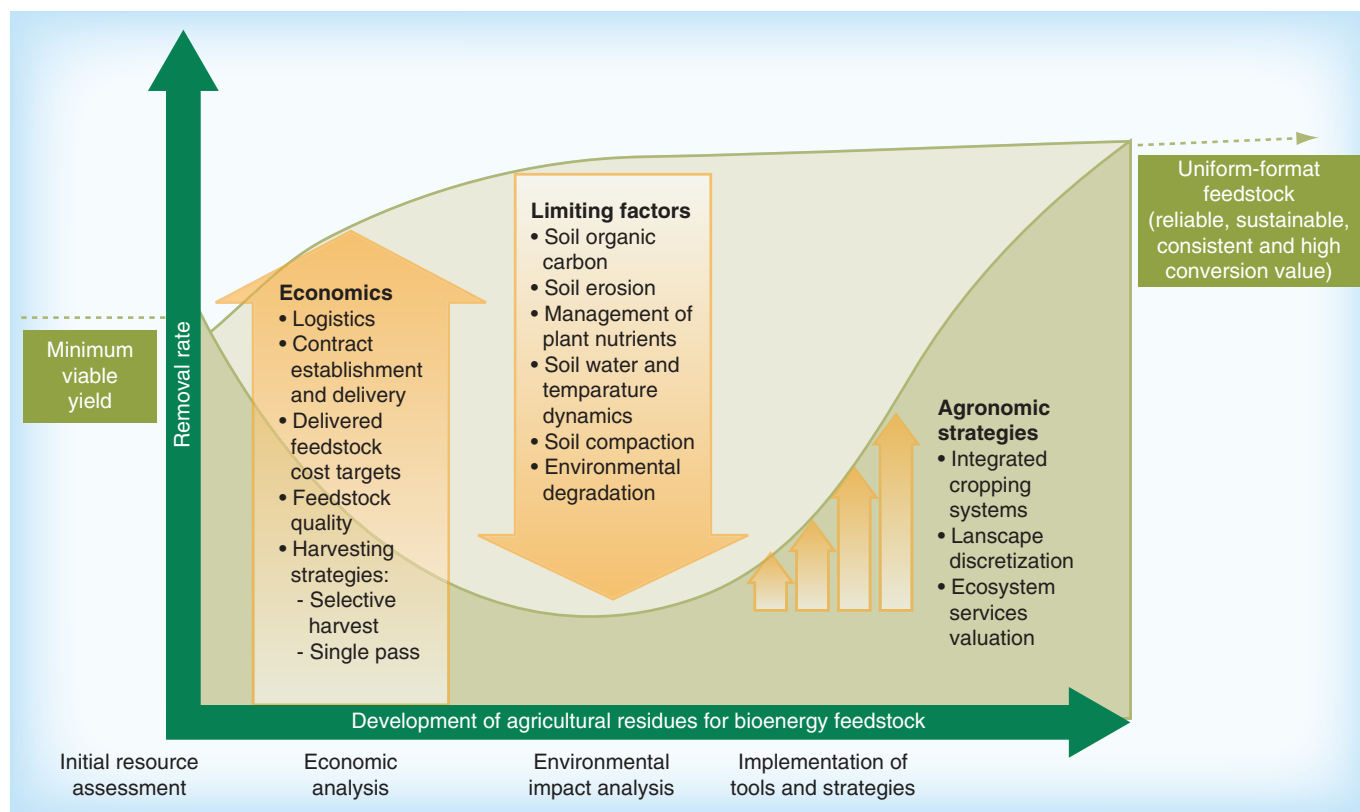 Minimum
viable
yield
Removal rate
Economics
• Logistics
• Contract
establishment
and delivery
• Delivered
feedstock
cost targets
• Feedstock
quality
• Harvesting
strategies:
- Selective
harvest
- Single pass
Limiting factors
• Soil organic
carbon
• Soil erosion
• Management of
plant nutrients
• Soil water and
temparature
dynamics
• Soil compaction
• Environmental
degradation
Agronomic
strategies
• Integrated
cropping
systems
• Lanscape
discretization
• Ecosystem
services
valuation
Uniform-format
feedstock
(reliable, sustainable,
consistent and high
conversion value)
Development of agricultural residues for bioenergy feedstock
Initial resource
assessment
Economic
analysis
Environmental
impact analysis
Implementation of
tools and strategies